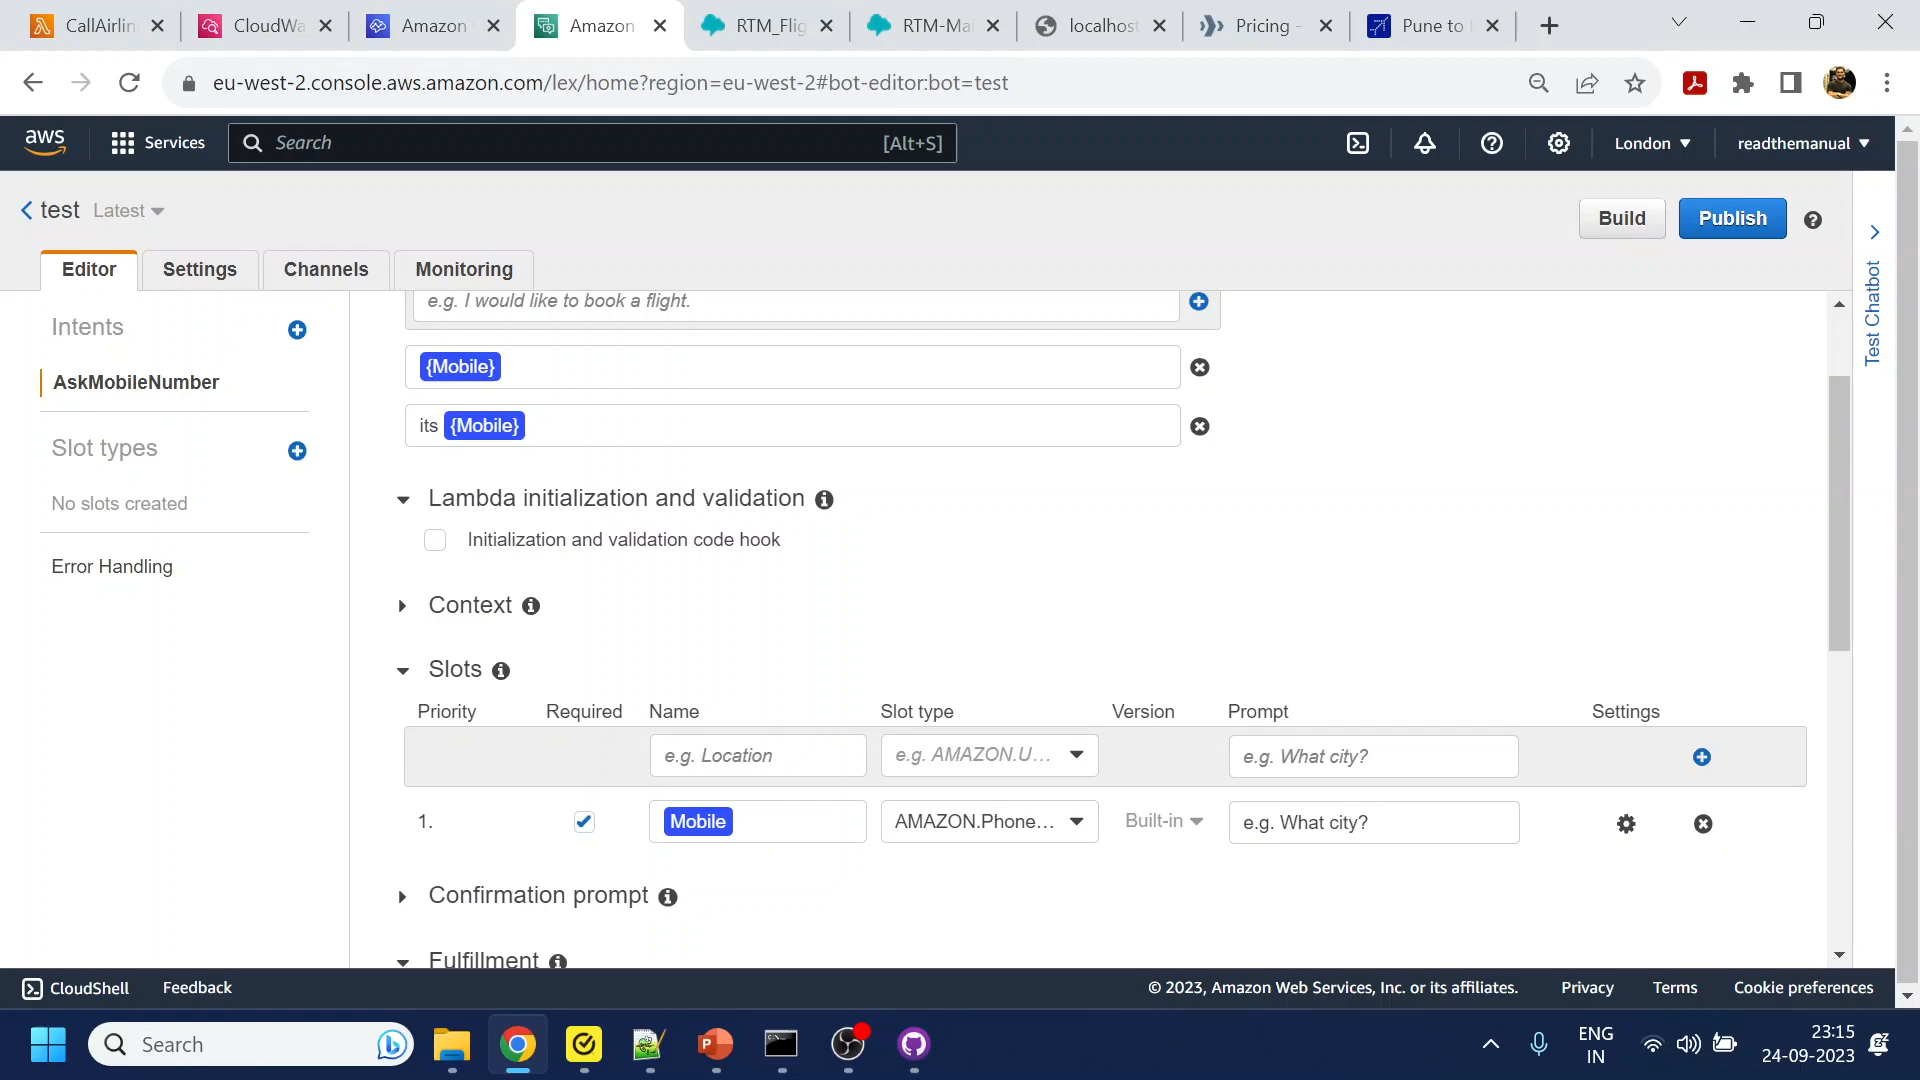 CallAirlin
CloudWa
Amazon
Amazon
RTM_Flig
RTM-Mai
localhost
Pricing -
Pune to
eu-west-2.console.aws.amazon.com/lex/home?region=eu-west-2#bot-editor:bot=test
aws
Services
Search
[Alt+S]
London
readthemanual
test Latest
Build
Publish
Editor
Settings
Channels
Monitoring
Test Chatbot
Intents
AskMobileNumber
Slot types
No slots created
Error Handling
e.g. I would like to book a flight.
{Mobile}
its {Mobile}
Lambda initialization and validation
Initialization and validation code hook
Context
Slots
Priority Required Name Slot type Version Prompt Settings
e.g. Location e.g. AMAZON.U... e.g. What city?
1. Mobile AMAZON.Phone... Built-in e.g. What city?
Confirmation prompt
Fulfillment
CloudShell Feedback © 2023, Amazon Web Services, Inc. or its affiliates. Privacy Terms Cookie preferences
Search
ENG
IN
23:15
24-09-2023